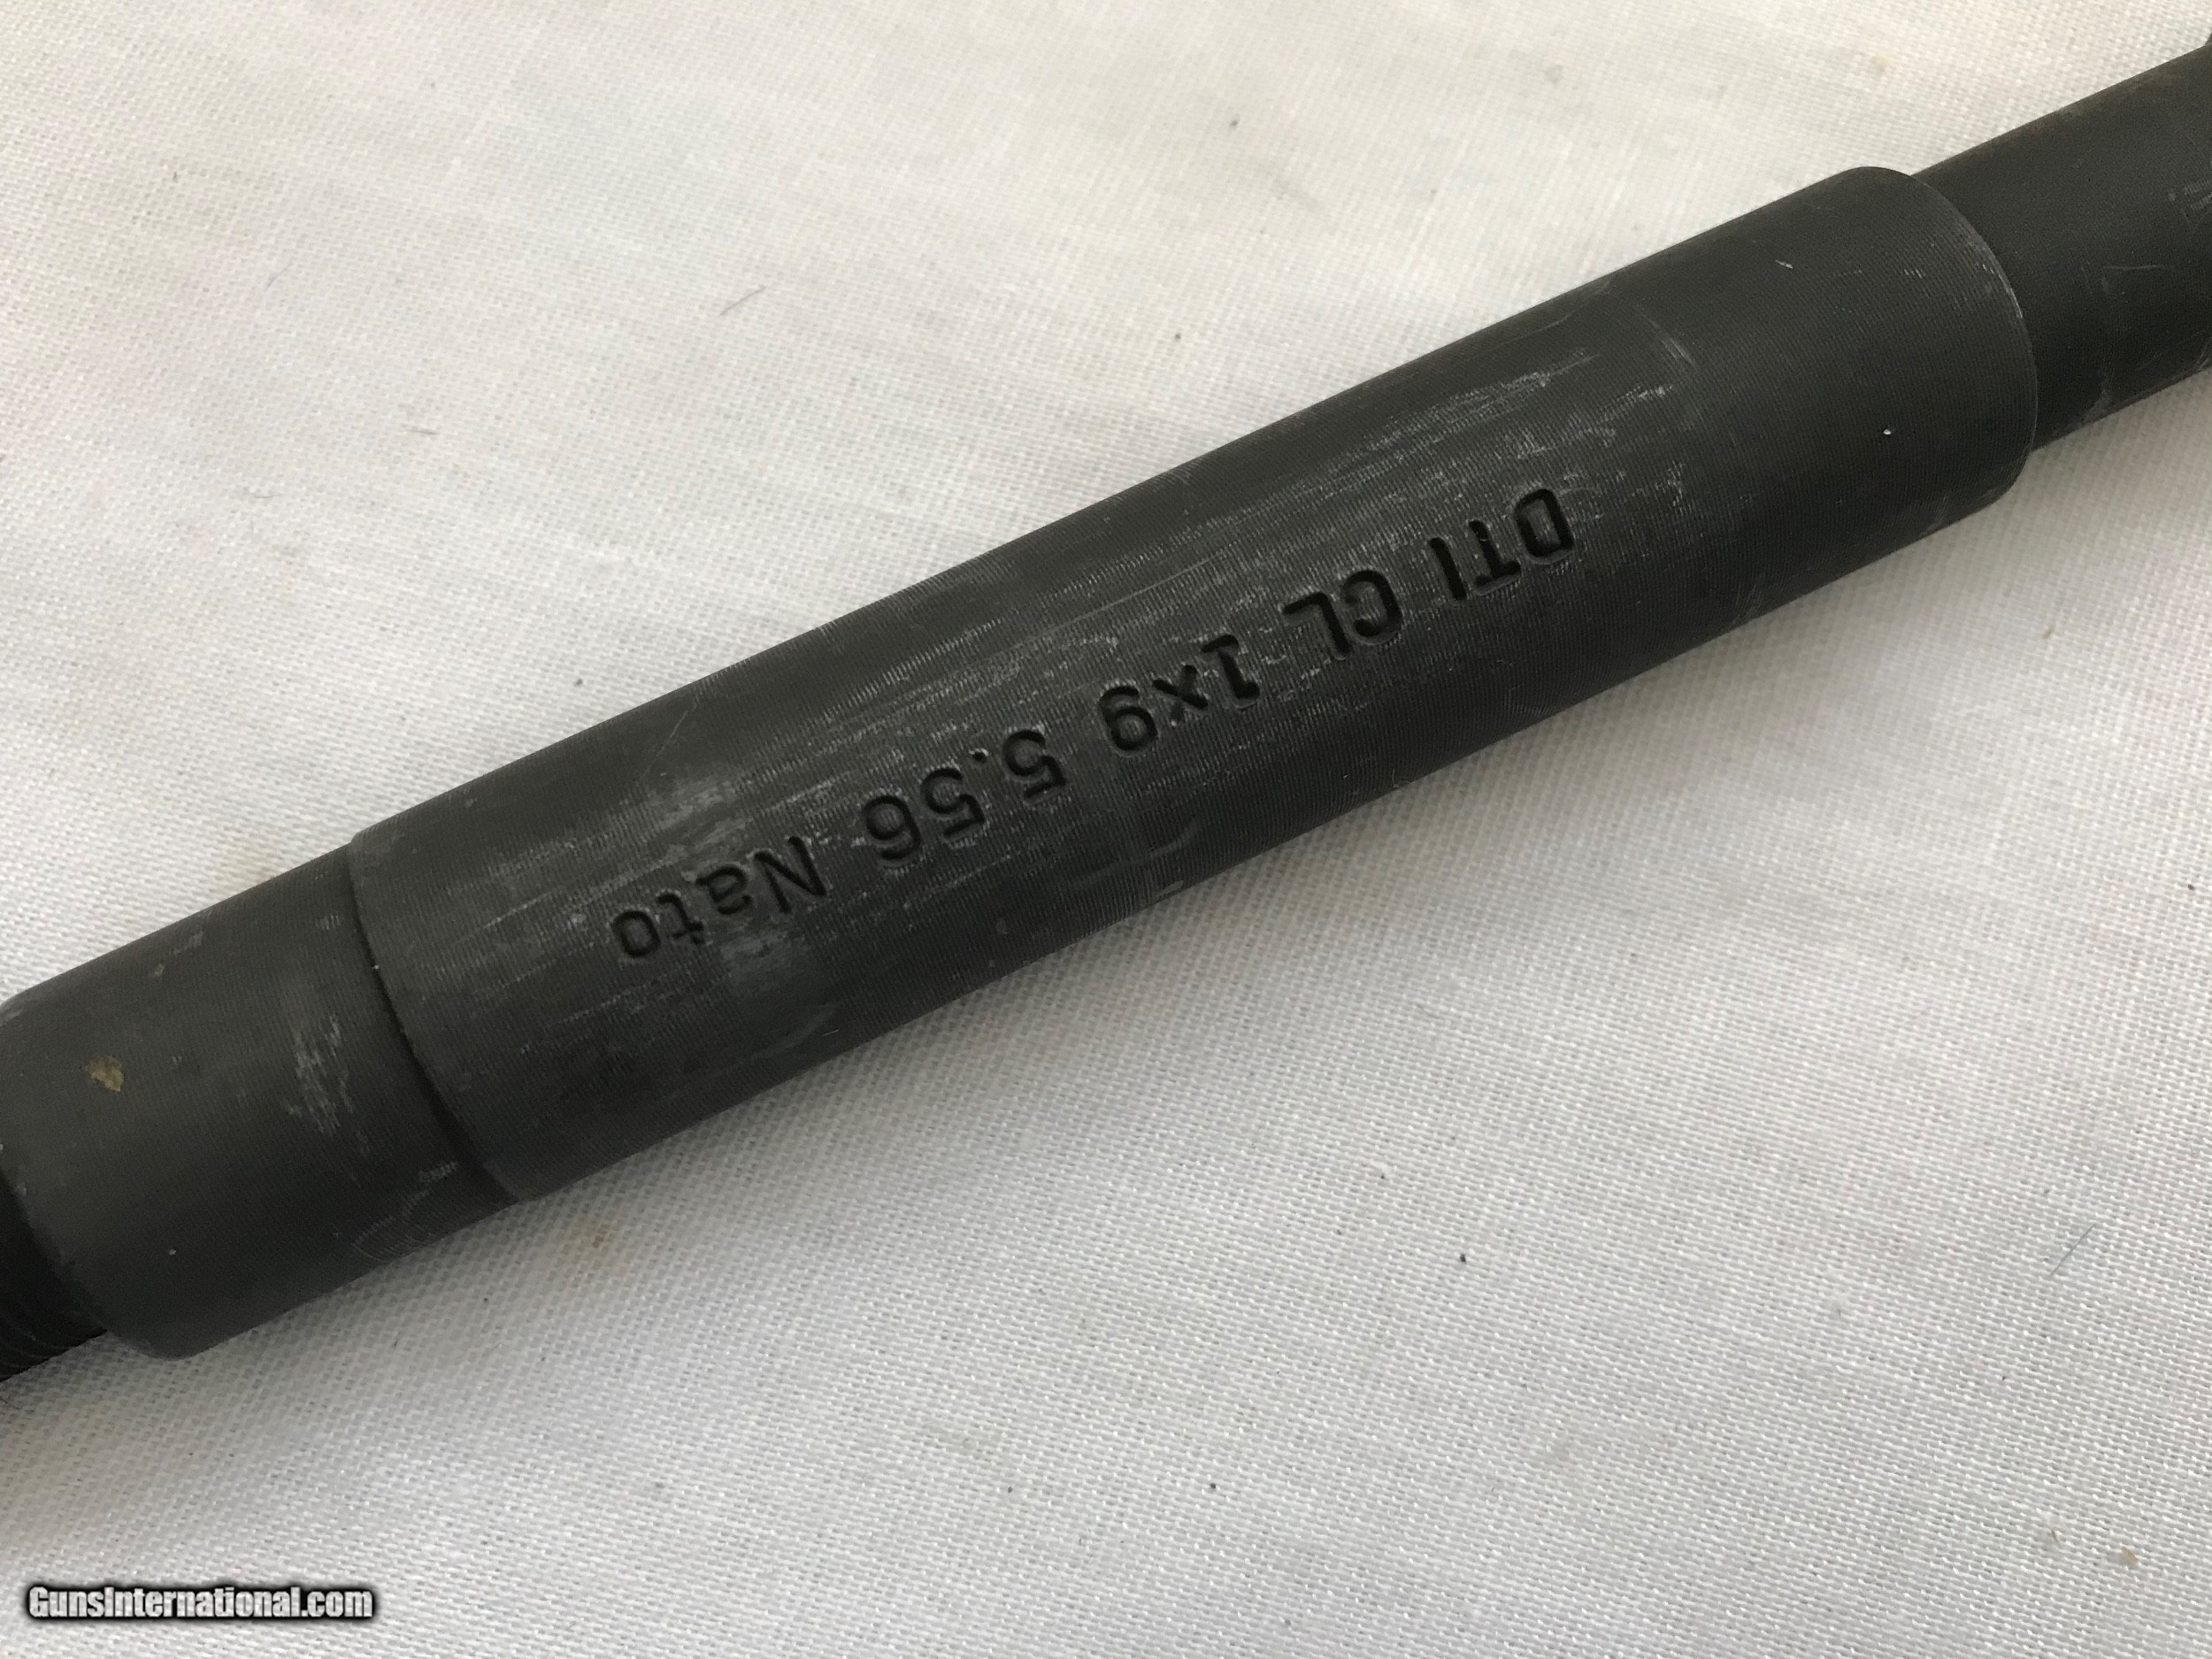 DTI CL 1x9 5.56 Nato
GunsInternational.com